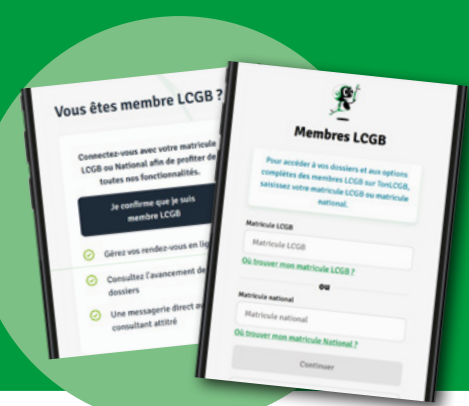 Vous êtes membre LCGB ?
Connectez-vous avec votre matricule
LCGB ou National afin de profiter de
toutes nos fonctionnalités.
Je confirme que je suis
membre LCGB
Gérez vos rendez-vous en lig
Consultez l'avancement de
dossiers
Une messagerie direct au
consultant attitré
Membres LCGB
Pour accéder à vos dossiers et aux options
complètes des membres LCGB sur TonLCGB,
saisissez votre matricule LCGB ou matricule
national.
Matricule LCGB
Matricule LCGB
Où trouver mon matricule LCGB ?
ou
Matricule national
Matricule national
Où trouver mon matricule National ?
Continuer